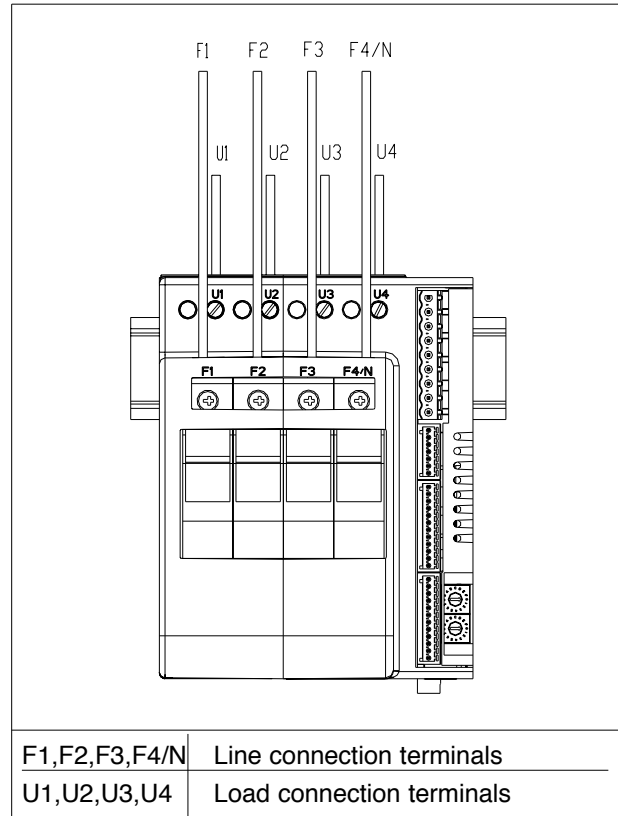 F1 F2 F3 F4/N
U1 U2 U3 U4
U1 U2 U3 U4
F1 F2 F3 F4/N
F1,F2,F3,F4/N Line connection terminals
U1,U2,U3,U4 Load connection terminals